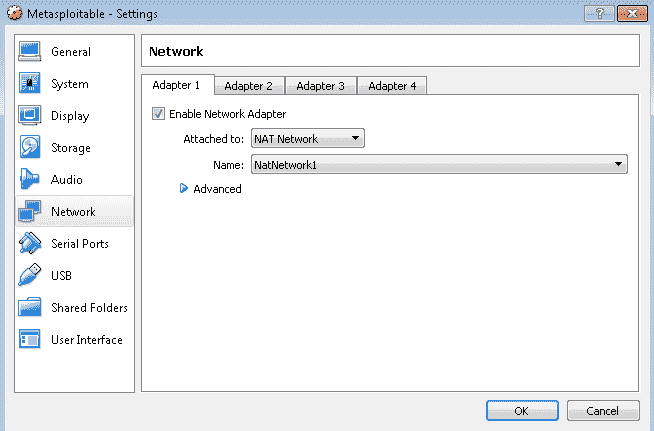 Metasploitable - Settings
General
System
Display
Storage
Audio
Network
Serial Ports
USB
Shared Folders
User Interface
Network
Adapter 1 Adapter 2 Adapter 3 Adapter 4
Enable Network Adapter
Attached to: NAT Network
Name: NatNetwork1
Advanced
OK Cancel